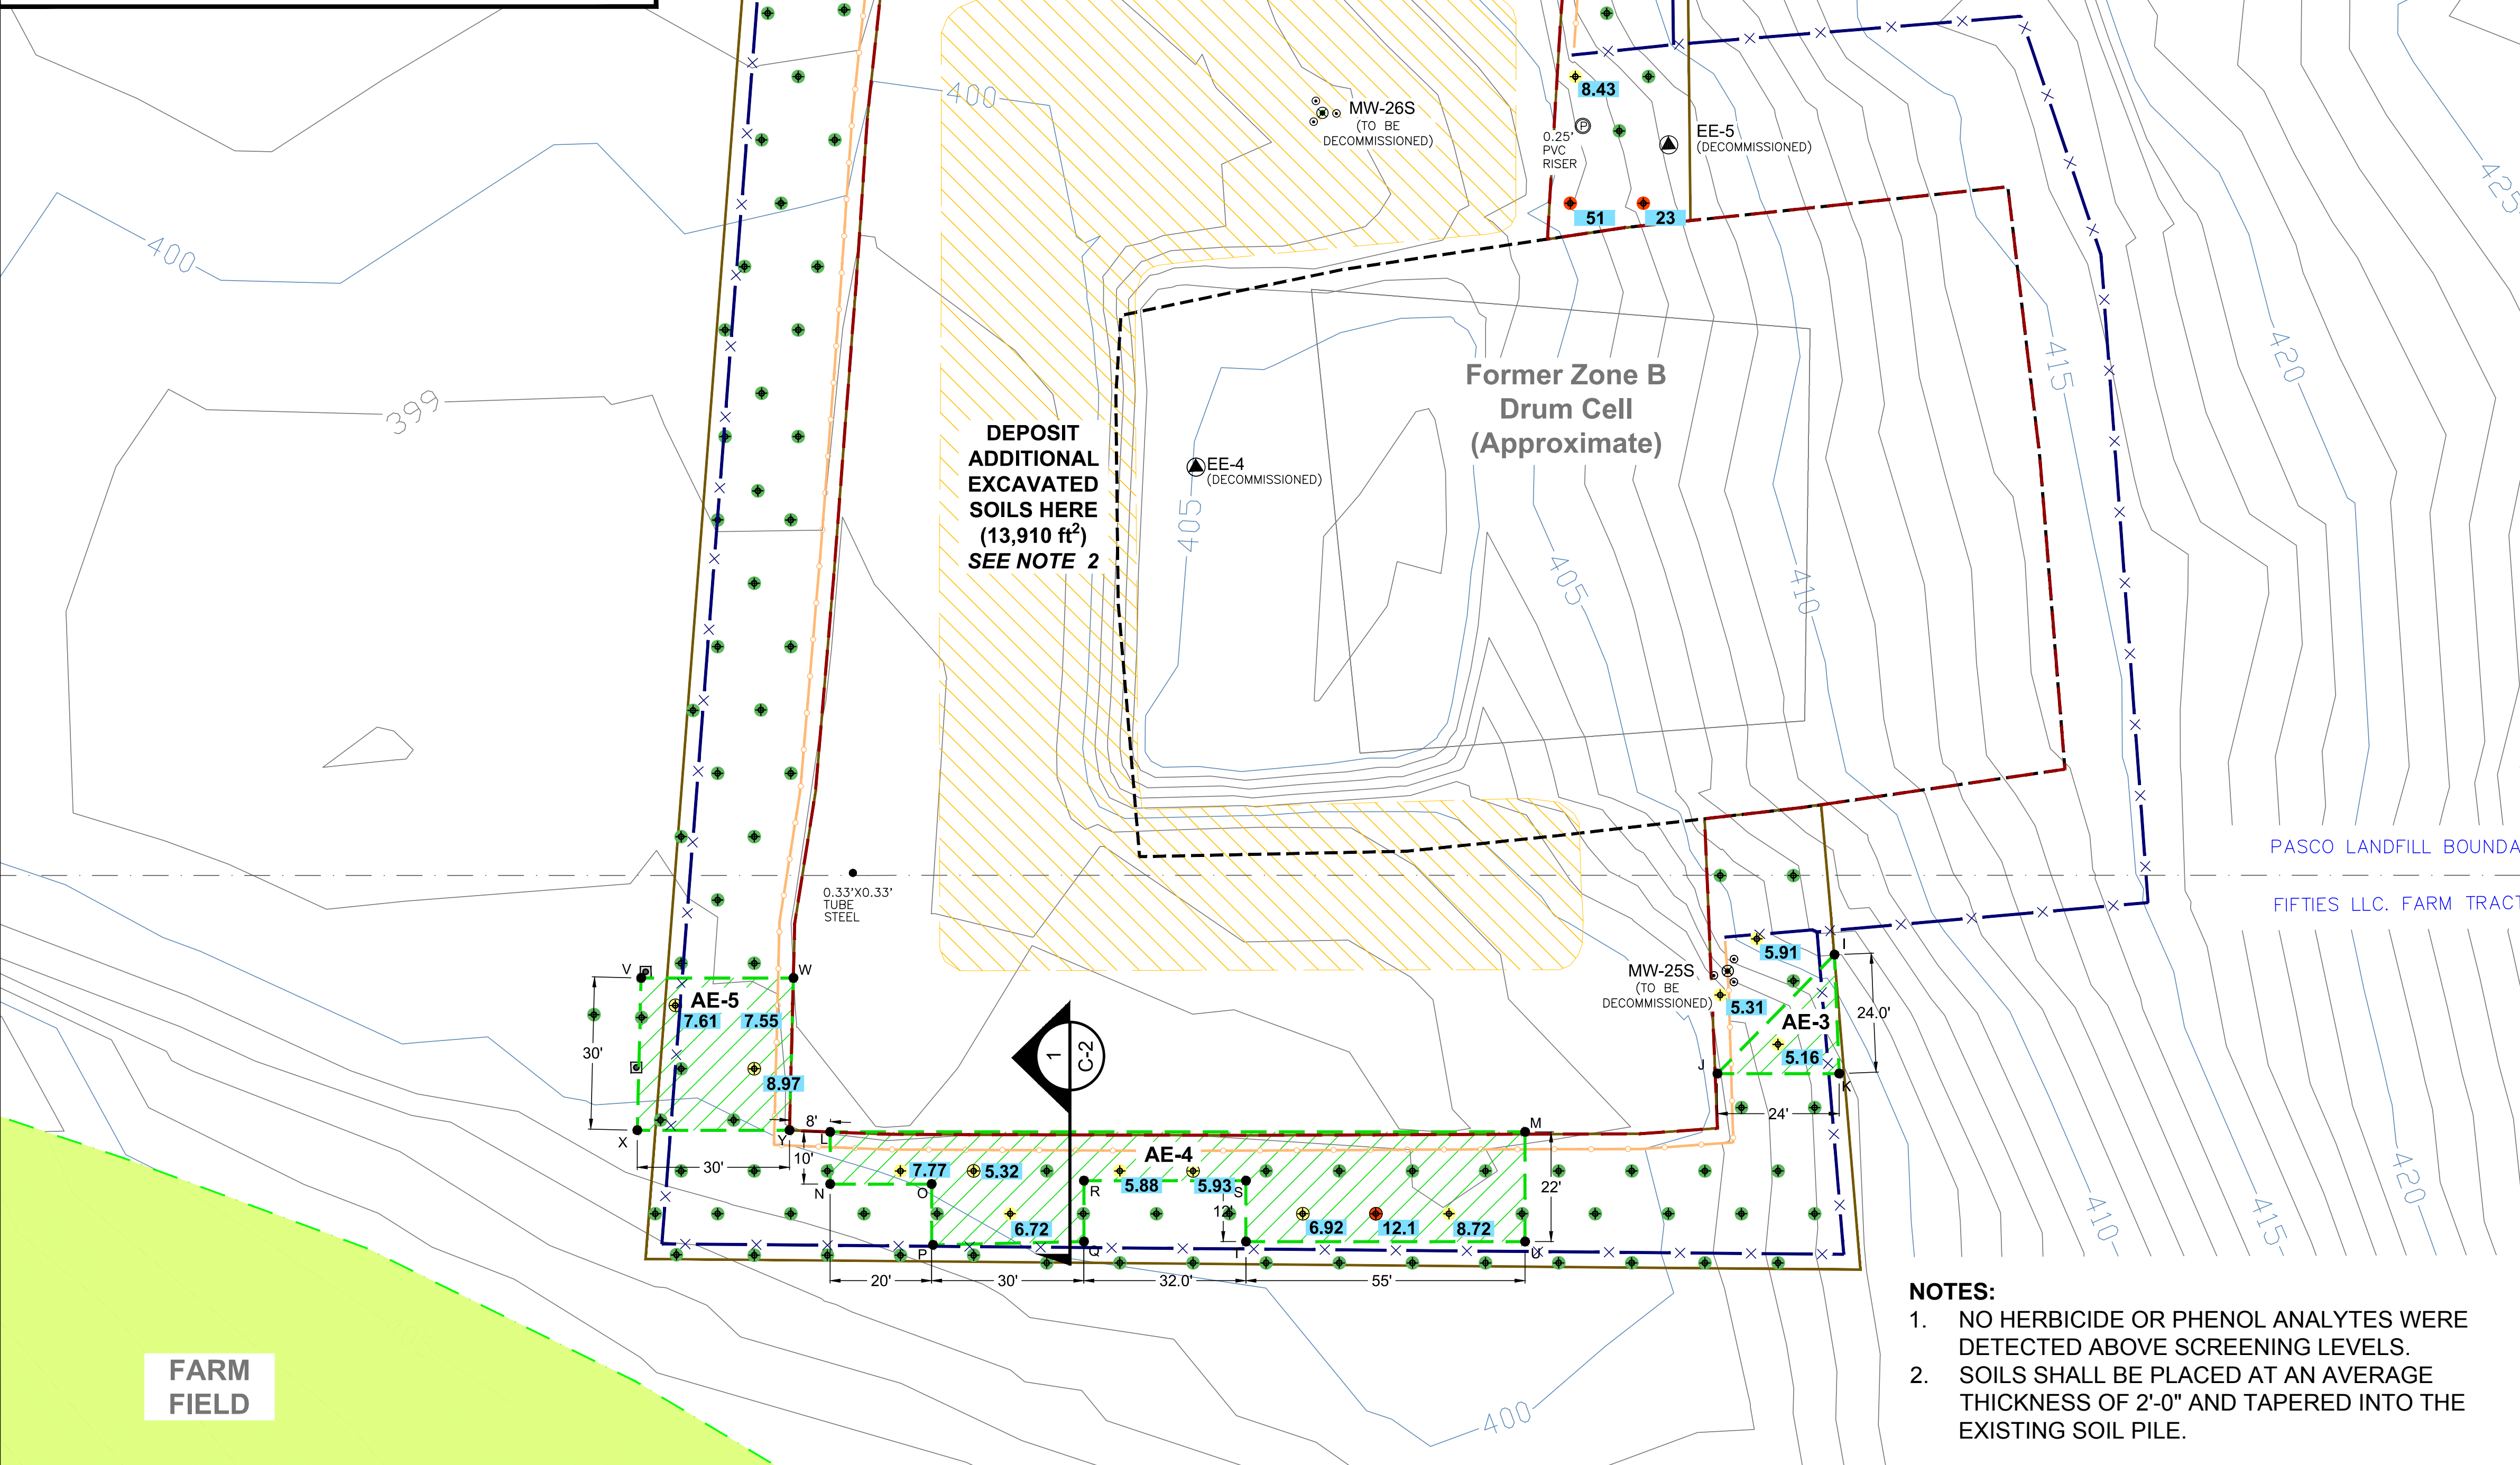 400
MW-26S
(TO BE
DECOMMISSIONED)
8.43
0.25'
PVC
RISER
P
EE-5
(DECOMMISSIONED)
51
23
425
400
399
415
420
Former Zone B
Drum Cell
(Approximate)
DEPOSIT
ADDITIONAL
EXCAVATED
SOILS HERE
(13,910 ft2)
SEE NOTE 2
EE-4
(DECOMMISSIONED)
405
405
410
PASCO LANDFILL BOUNDA
FIFTIES LLC. FARM TRACT
0.33'X0.33'
TUBE
STEEL
V
W
AE-5
7.61
7.55
30'
8.97
X
Y
30'
8'
10'
L
M
N
O
P
Q
R
S
T
U
AE-4
7.77
5.32
5.88
5.93
6.72
12'
6.92
12.1
8.72
22'
20'
30'
32.0'
55'
1
C-2
MW-25S
(TO BE
DECOMMISSIONED)
5.91
I
5.31
AE-3
24.0'
5.16
J
K
24'
410
415
420
400
FARM
FIELD
NOTES:
1. NO HERBICIDE OR PHENOL ANALYTES WERE
DETECTED ABOVE SCREENING LEVELS.
2. SOILS SHALL BE PLACED AT AN AVERAGE
THICKNESS OF 2'-0" AND TAPERED INTO THE
EXISTING SOIL PILE.